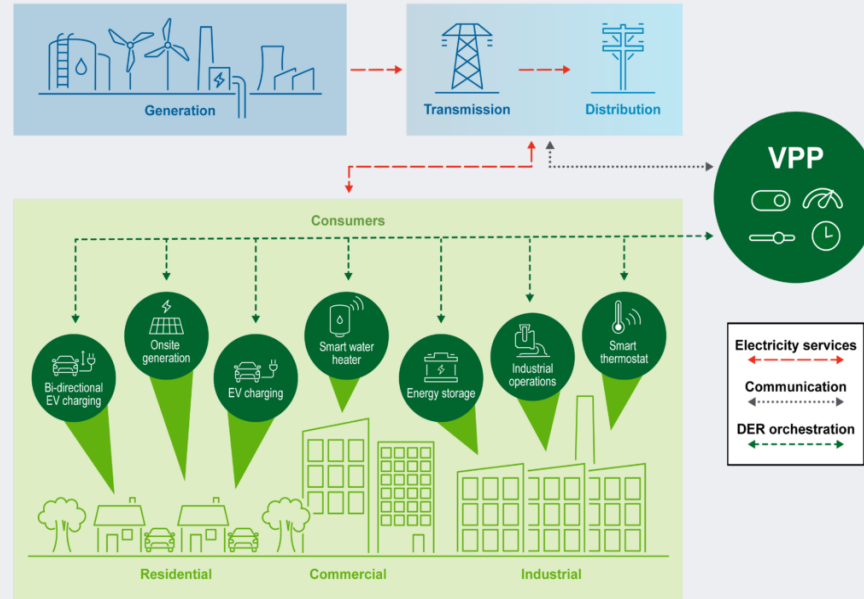 Generation
Transmission
Distribution
VPP
Consumers
Bi-directional
EV charging
Onsite
generation
EV charging
Smart water
heater
Energy storage
Industrial
operations
Smart
thermostat
Residential
Commercial
Industrial
Electricity services
Communication
DER orchestration